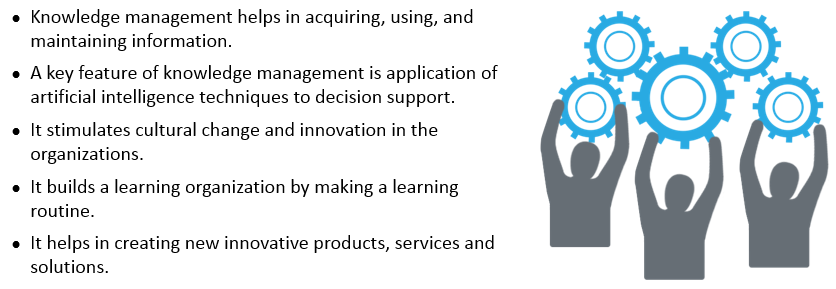 • Knowledge management helps in acquiring, using, and
maintaining information.
• A key feature of knowledge management is application of
artificial intelligence techniques to decision support.
• It stimulates cultural change and innovation in the
organizations.
• It builds a learning organization by making a learning
routine.
• It helps in creating new innovative products, services and
solutions.